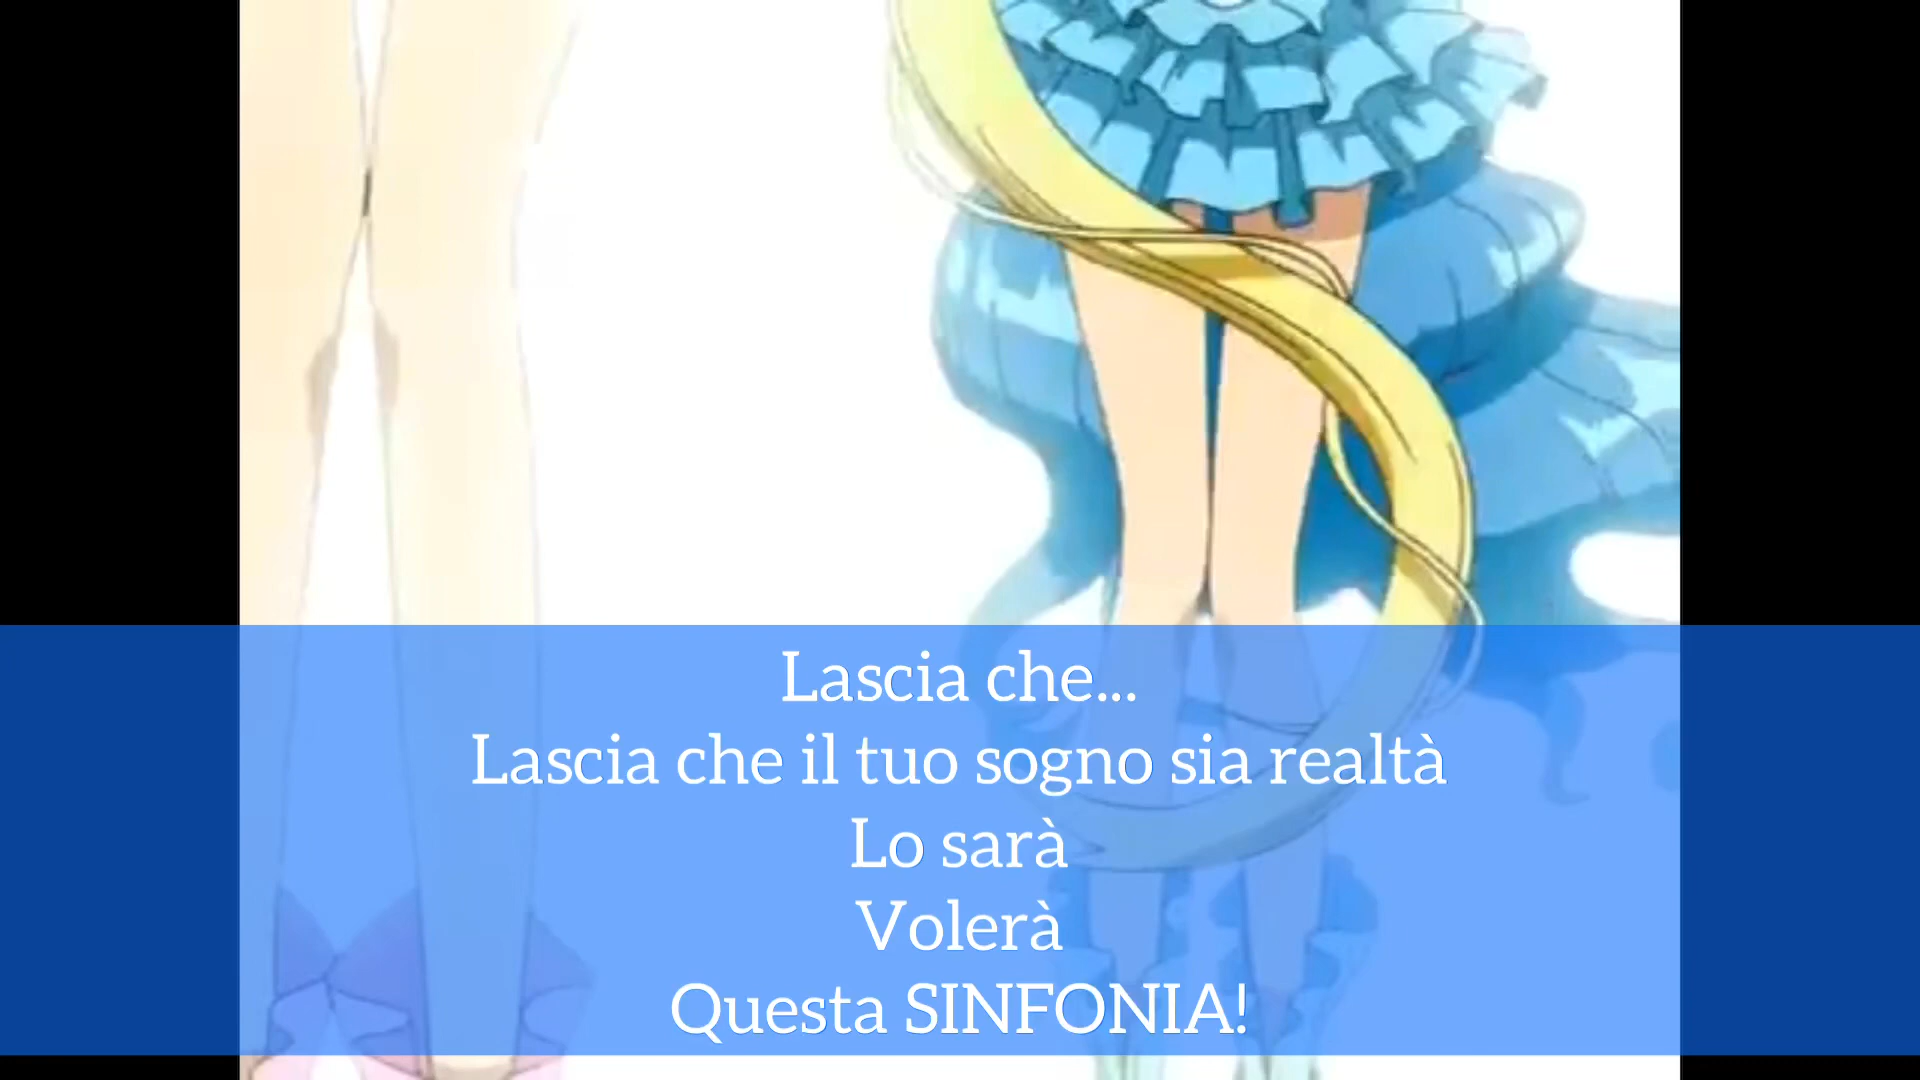 Lascia che...
Lascia che il tuo sogno sia realtà
Lo sarà
Volerà
Questa SINFONIA!